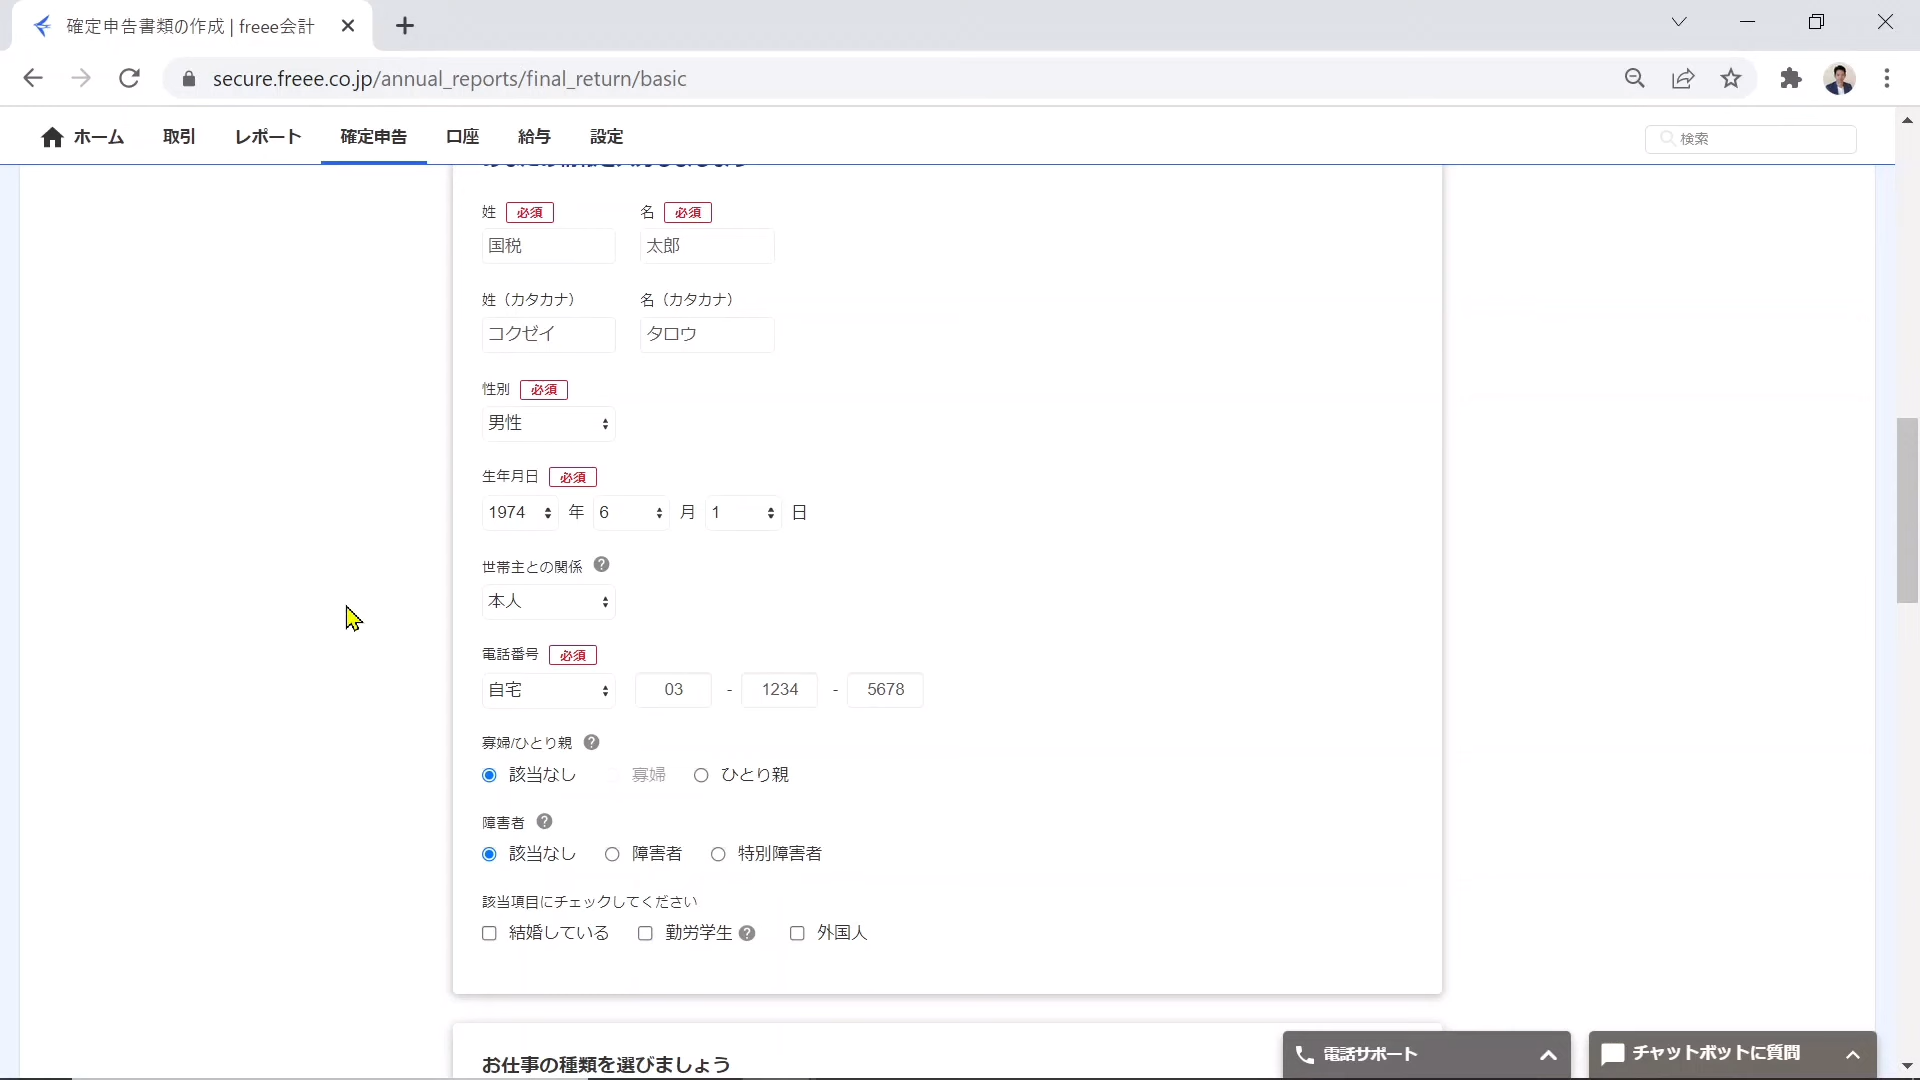 確定申告書類の作成 | freee会計
secure.freee.co.jp/annual_reports/final_return/basic
ホーム 取引 レポート 確定申告 口座 給与 設定 検索
姓 必須 名 必須
国税 太郎
姓（カタカナ） 名（カタカナ）
コクゼイ タロウ
性別 必須
男性
生年月日 必須
1974 年 6 月 1 日
世帯主との関係
本人
電話番号 必須
自宅 03 - 1234 - 5678
寡婦/ひとり親
該当なし 寡婦 ひとり親
障害者
該当なし 障害者 特別障害者
該当項目にチェックしてください
結婚している 勤労学生 外国人
お仕事の種類を選びましょう
電話サポート チャットボットに質問